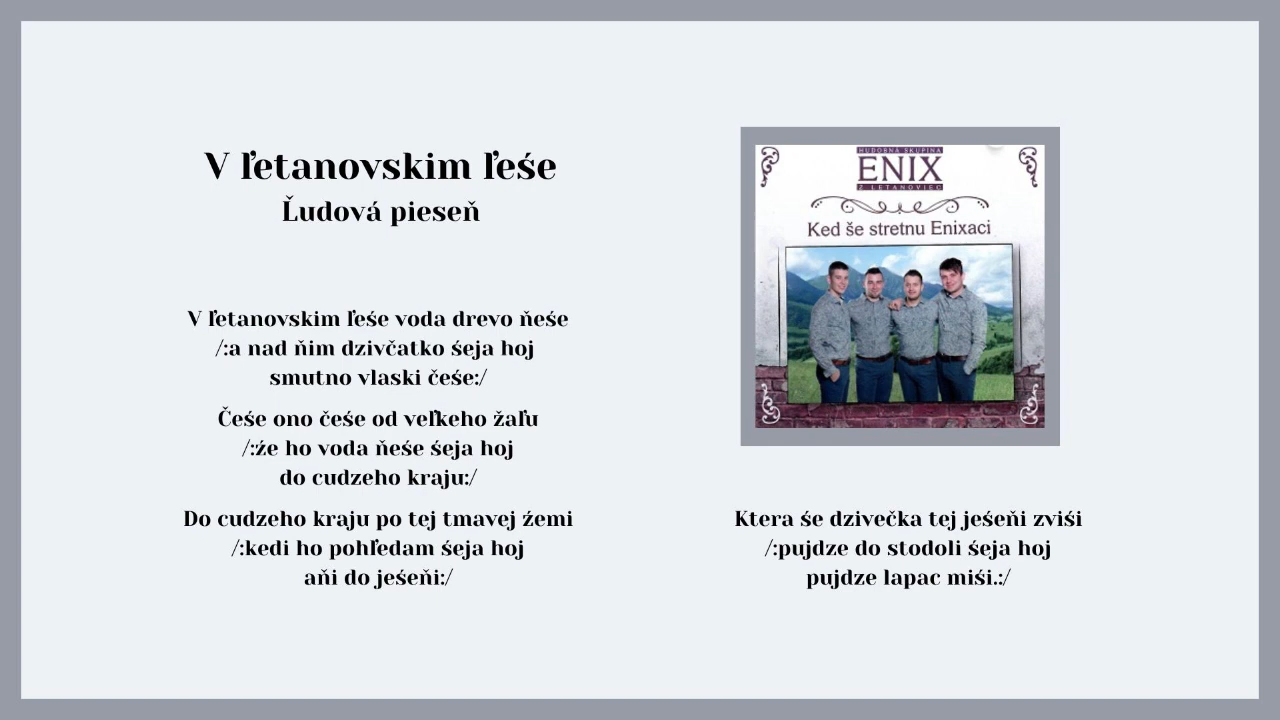 V ľetanovskim ľeśe
Ľudová pieseň
V ľetanovskim ľeśe voda drevo ňeśe
/:a nad ňim dzivčatko śeja hoj
smutno vlaski čeśe:/
Čeśe ono čeśe od veľkeho žaľu
/:źe ho voda ňeśe śeja hoj
do cudzeho kraju:/
Do cudzeho kraju po tej tmavej źemi
/:kedi ho pohľedam śeja hoj
aňi do jeśeňi:/
HUDOBNÁ SKUPINA
ENIX
Z LETANOVIEC
Ked še stretnu Enixaci
Ktera śe dzivečka tej jeśeňi zviśi
/:pujdze do stodoli śeja hoj
pujdze lapac miśi.:/